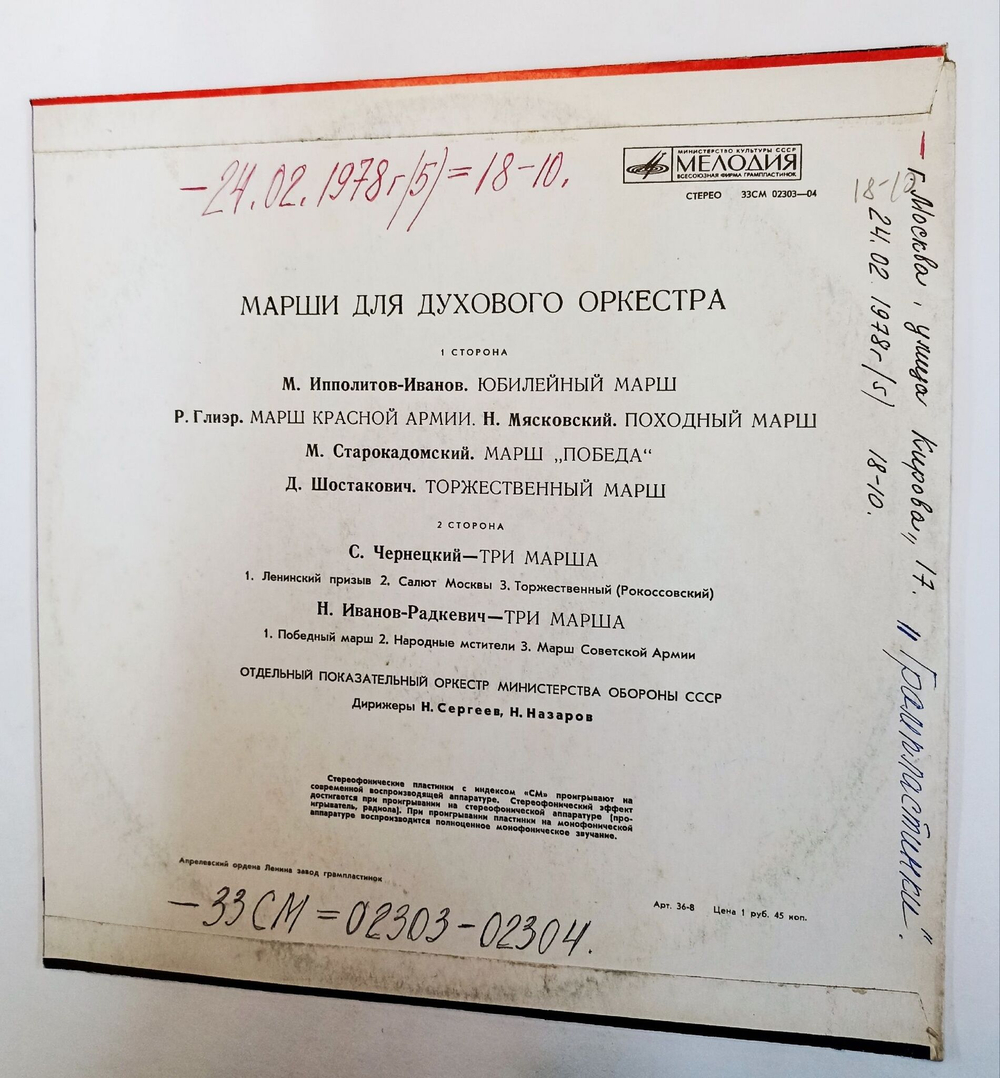 –24.02.1978г/5/=18-10.
МИНИСТЕРСТВО КУЛЬТУРЫ СССР
МЕЛОДИЯ
ВСЕСОЮЗНАЯ ФИРМА ГРАМПЛАСТИНОК
СТЕРЕО 33СМ 02303—04
МАРШИ ДЛЯ ДУХОВОГО ОРКЕСТРА
1 СТОРОНА
М. Ипполитов-Иванов. ЮБИЛЕЙНЫЙ МАРШ
Р. Глиэр. МАРШ КРАСНОЙ АРМИИ. Н. Мясковский. ПОХОДНЫЙ МАРШ
М. Старокадомский. МАРШ „ПОБЕДА“
Д. Шостакович. ТОРЖЕСТВЕННЫЙ МАРШ
2 СТОРОНА
С. Чернецкий—ТРИ МАРША
1. Ленинский призыв 2. Салют Москвы 3. Торжественный (Рокоссовский)
Н. Иванов-Радкевич—ТРИ МАРША
1. Победный марш 2. Народные мстители 3. Марш Советской Армии
ОТДЕЛЬНЫЙ ПОКАЗАТЕЛЬНЫЙ ОРКЕСТР МИНИСТЕРСТВА ОБОРОНЫ СССР
Дирижеры Н. Сергеев, Н. Назаров
Стереофонические пластинки с индексом «СМ» проигрывают на
современной воспроизводящей аппаратуре. Стереофонический эффект
достигается при проигрывании на стереофонической аппаратуре (про-
игрыватель, радиола). При проигрывании пластинки на монофонической
аппаратуре воспроизводится полноценное монофоническое звучание.
Апрелевский ордена Ленина завод грампластинок
Арт. 36-8 Цена 1 руб. 45 коп.
–33СМ=02303-02304.
– г. Москва, улица Кирова,, 17. "Грампластинки".
18-10
24.02.1978г/5/ 18-10.